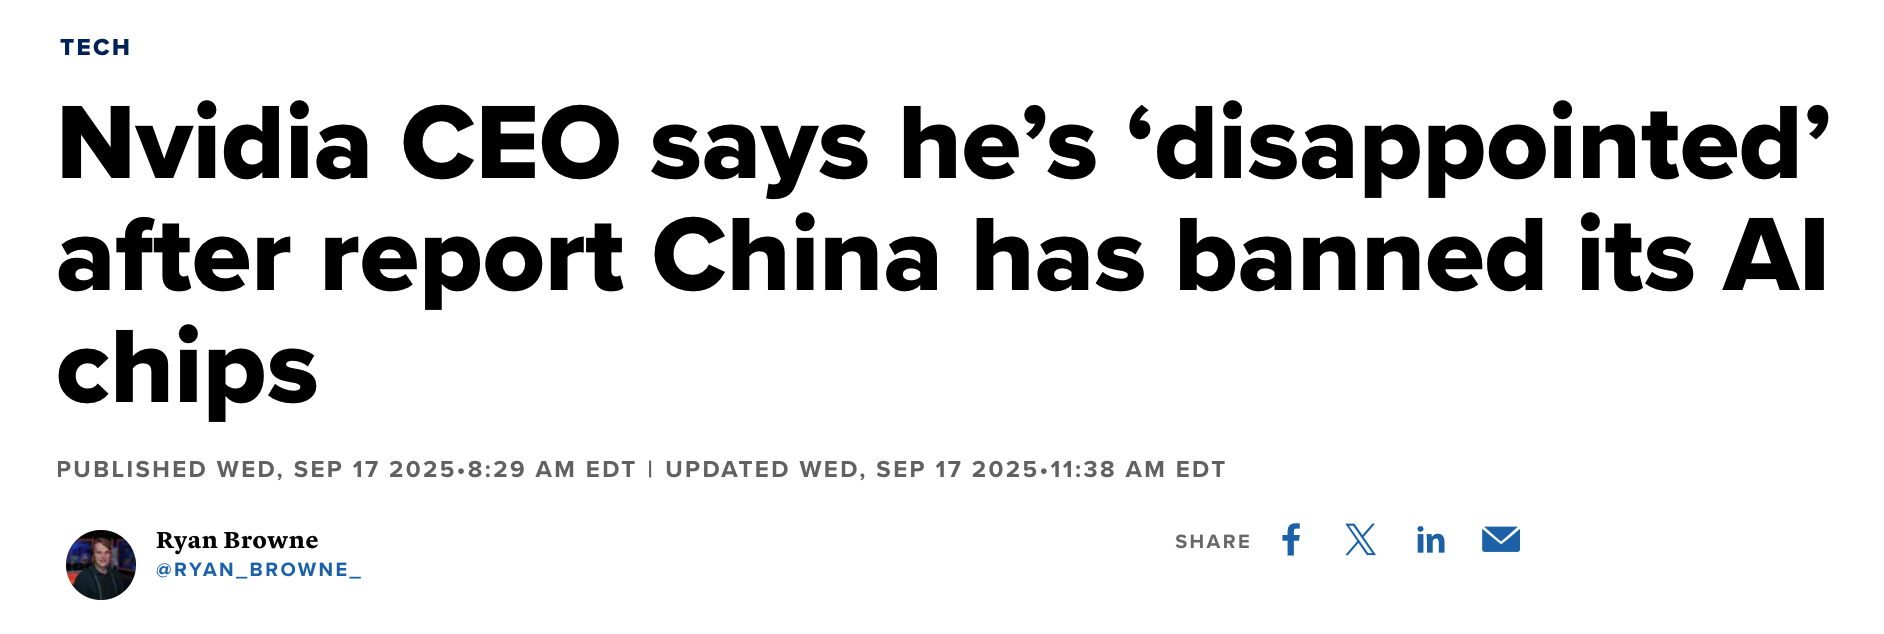 TECH
Nvidia CEO says he’s ‘disappointed’
after report China has banned its AI
chips
PUBLISHED WED, SEP 17 2025•8:29 AM EDT | UPDATED WED, SEP 17 2025•11:38 AM EDT
Ryan Browne
@RYAN_BROWNE_
SHARE